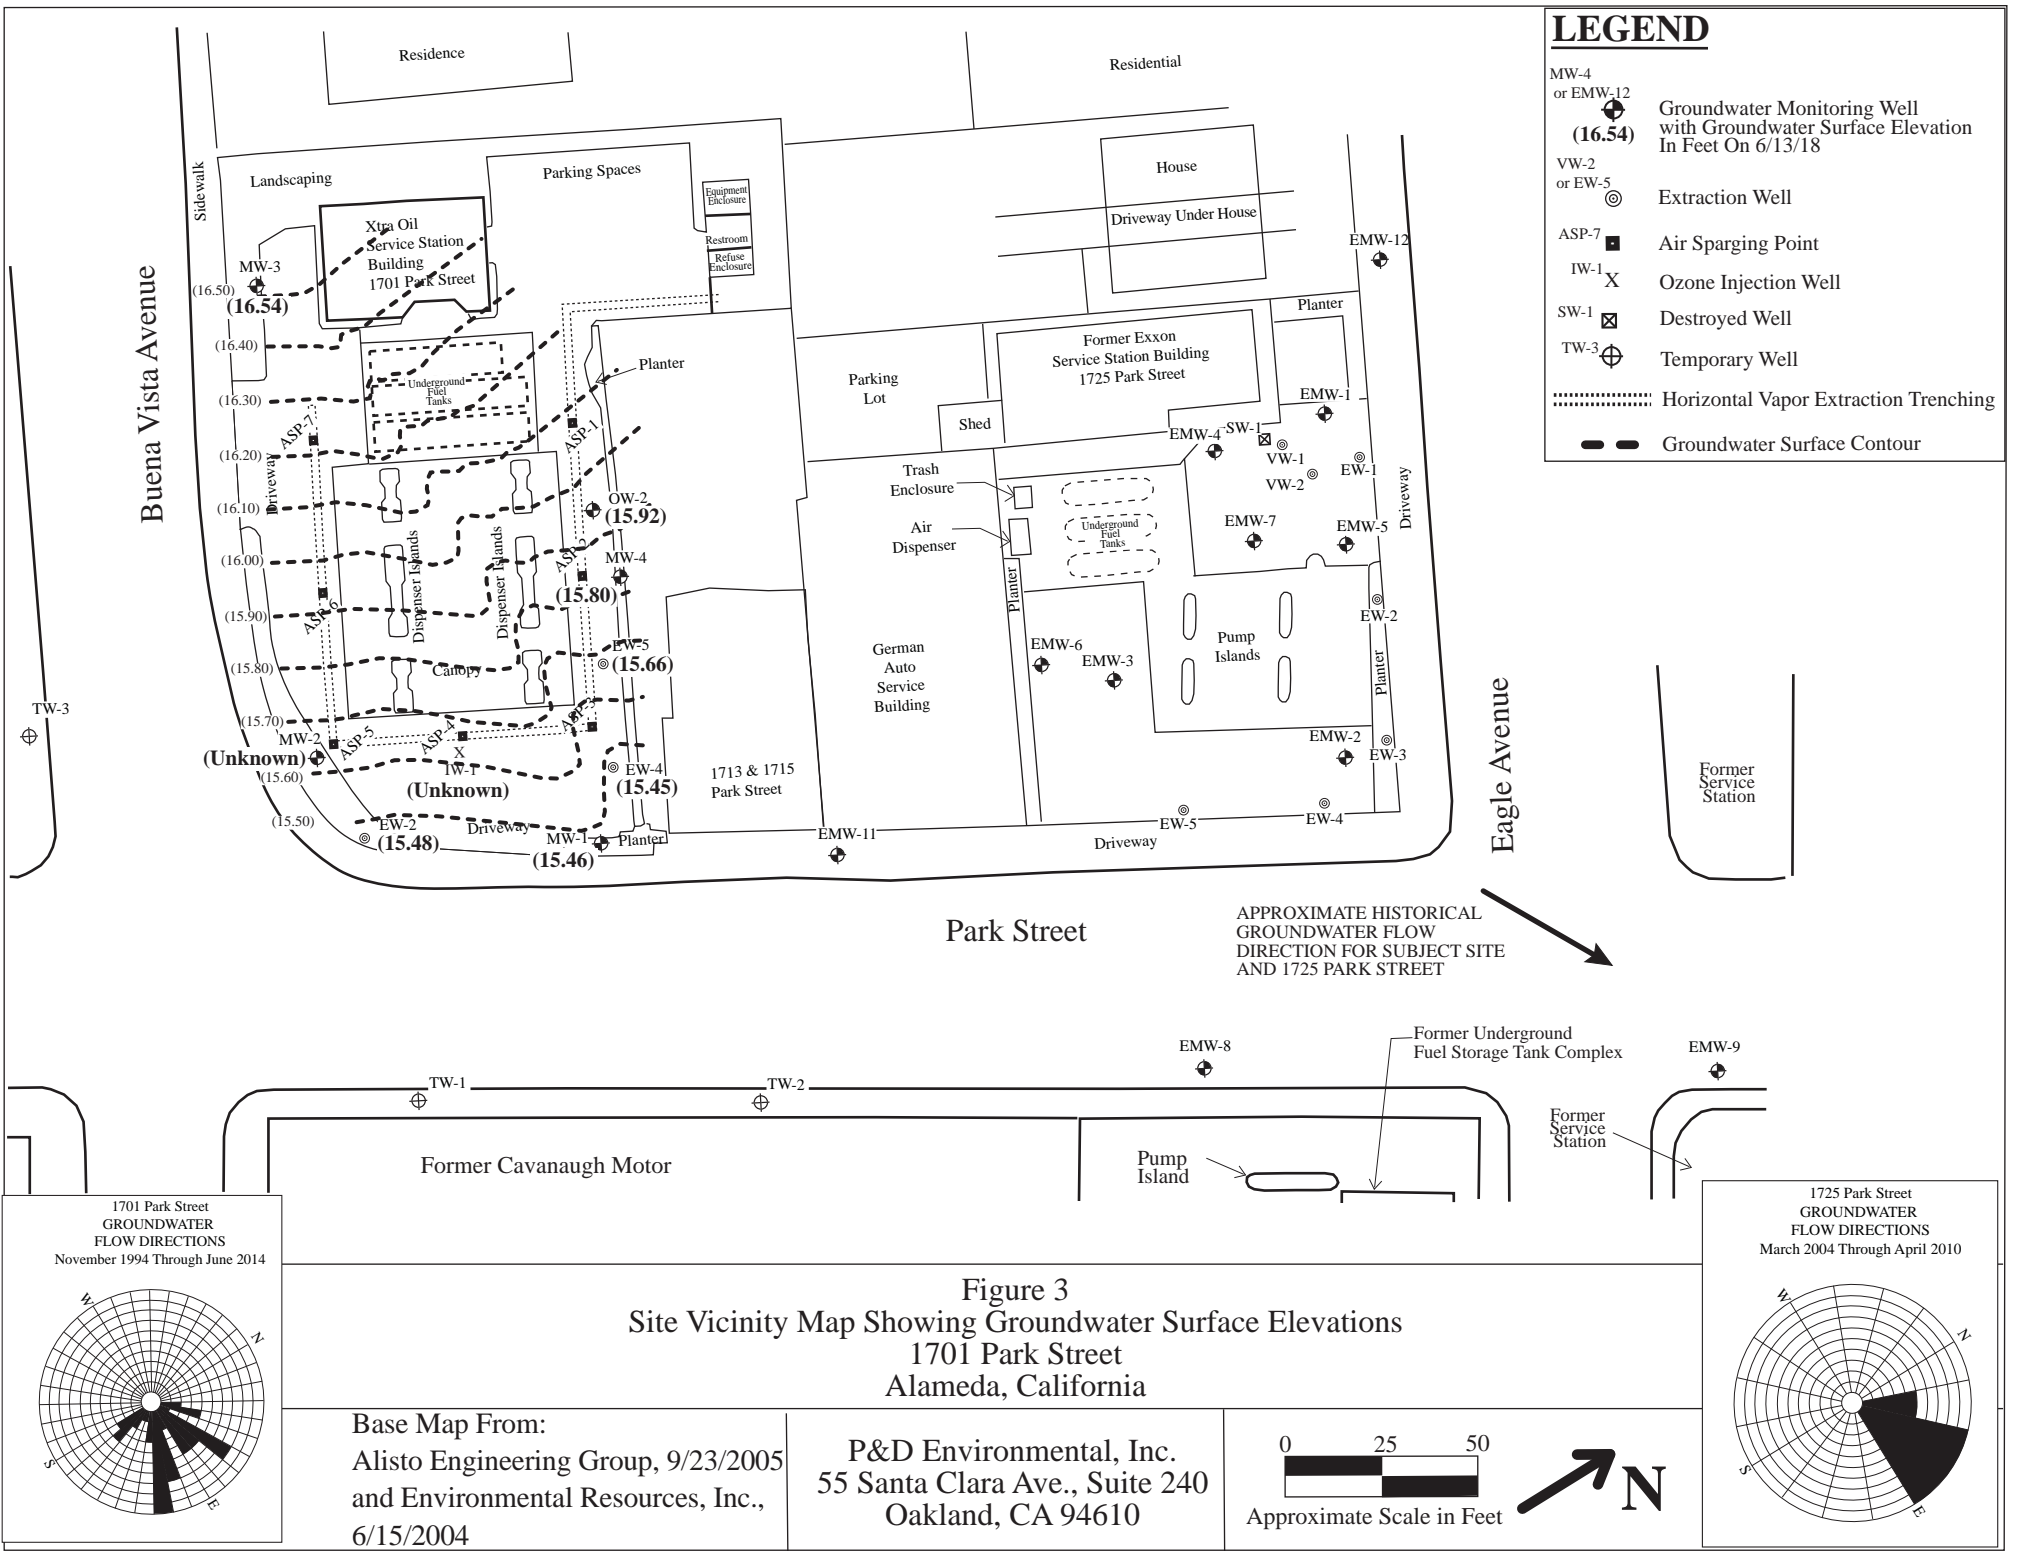 LEGEND
MW-4
or EMW-12
(16.54)
Groundwater Monitoring Well
with Groundwater Surface Elevation
In Feet On 6/13/18
VW-2
or EW-5
Extraction Well
ASP-7
Air Sparging Point
IW-1
X
Ozone Injection Well
SW-1
Destroyed Well
TW-3
Temporary Well
Horizontal Vapor Extraction Trenching
Groundwater Surface Contour
Residence
Residential
Sidewalk
Landscaping
Parking Spaces
Equipment
Enclosure
Restroom
Refuse
Enclosure
Xtra Oil
Service Station
Building
1701 Park Street
House
Driveway Under House
EMW-12
Buena Vista Avenue
MW-3
(16.50)
(16.54)
(16.40)
(16.30)
(16.20)
(16.10)
(16.00)
(15.90)
(15.80)
(15.70)
(15.60)
(15.50)
Planter
Former Exxon
Service Station Building
1725 Park Street
Planter
Underground
Fuel
Tanks
Parking
Lot
Shed
EMW-1
EMW-4
SW-1
VW-1
VW-2
EW-1
Driveway
ASP-7
ASP-1
Driveway
Trash
Enclosure
Air
Dispenser
Underground
Fuel
Tanks
EMW-7
EMW-5
OW-2
(15.92)
ASP-2
MW-4
(15.80)
Dispenser Islands
Dispenser Islands
ASP-6
Planter
EW-2
EW-5
(15.66)
Canopy
German
Auto
Service
Building
EMW-6
EMW-3
Pump
Islands
Planter
TW-3
MW-2
(Unknown)
ASP-5
ASP-4
ASP-3
X
IW-1
(Unknown)
EW-4
(15.45)
1713 & 1715
Park Street
EMW-2
EW-3
Eagle Avenue
Former
Service
Station
EW-2
(15.48)
Driveway
MW-1
(15.46)
Planter
EMW-11
EW-5
EW-4
Driveway
Park Street
APPROXIMATE HISTORICAL
GROUNDWATER FLOW
DIRECTION FOR SUBJECT SITE
AND 1725 PARK STREET
TW-1
TW-2
EMW-8
Former Underground
Fuel Storage Tank Complex
EMW-9
Former
Service
Station
Former Cavanaugh Motor
Pump
Island
1701 Park Street
GROUNDWATER
FLOW DIRECTIONS
November 1994 Through June 2014
W
N
S
E
1725 Park Street
GROUNDWATER
FLOW DIRECTIONS
March 2004 Through April 2010
W
N
S
E
Figure 3
Site Vicinity Map Showing Groundwater Surface Elevations
1701 Park Street
Alameda, California
Base Map From:
Alisto Engineering Group, 9/23/2005
and Environmental Resources, Inc.,
6/15/2004
P&D Environmental, Inc.
55 Santa Clara Ave., Suite 240
Oakland, CA 94610
0 25 50
Approximate Scale in Feet
N